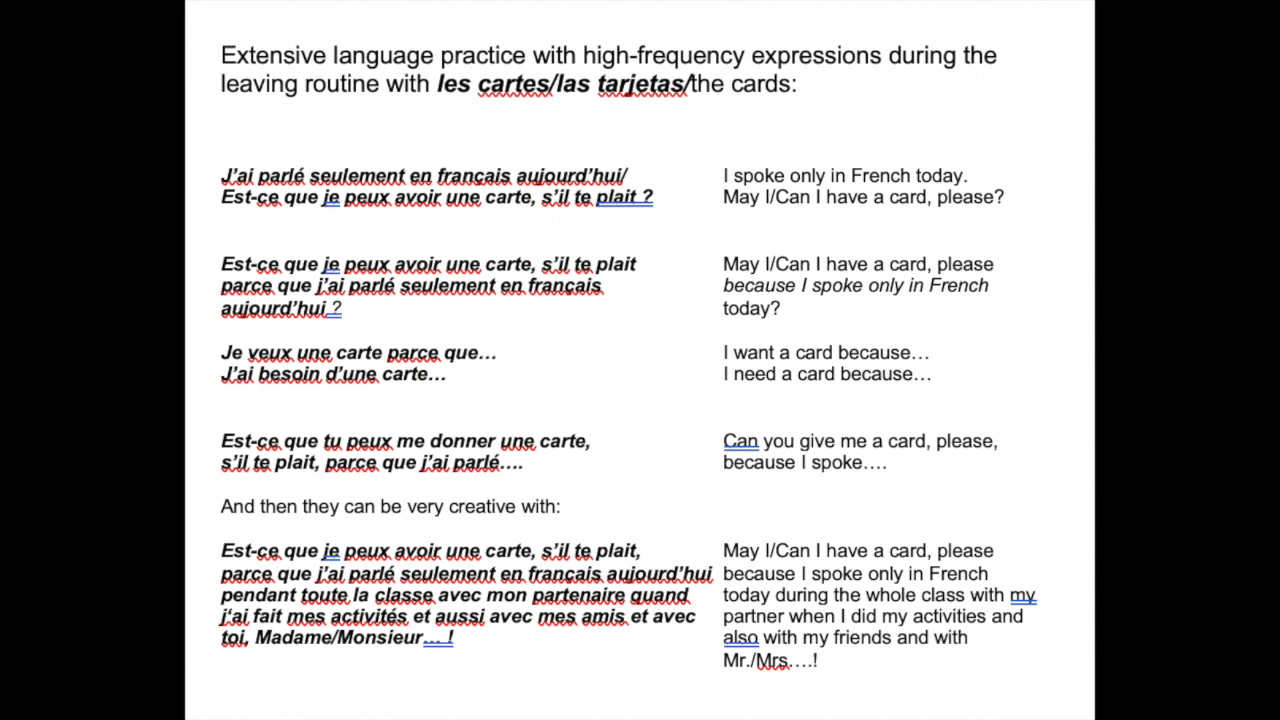 Extensive language practice with high-frequency expressions during the
leaving routine with les cartes/las tarjetas/the cards:
J’ai parlé seulement en français aujourd’hui/
Est-ce que je peux avoir une carte, s’il te plait ?
I spoke only in French today.
May I/Can I have a card, please?
Est-ce que je peux avoir une carte, s’il te plait
parce que j’ai parlé seulement en français
aujourd’hui ?
May I/Can I have a card, please
because I spoke only in French
today?
Je veux une carte parce que…
J’ai besoin d’une carte…
I want a card because…
I need a card because…
Est-ce que tu peux me donner une carte,
s’il te plait, parce que j’ai parlé….
Can you give me a card, please,
because I spoke….
And then they can be very creative with:
Est-ce que je peux avoir une carte, s’il te plait,
parce que j’ai parlé seulement en français aujourd’hui
pendant toute la classe avec mon partenaire quand
j’ai fait mes activités et aussi avec mes amis et avec
toi, Madame/Monsieur… !
May I/Can I have a card, please
because I spoke only in French
today during the whole class with my
partner when I did my activities and
also with my friends and with
Mr./Mrs….!